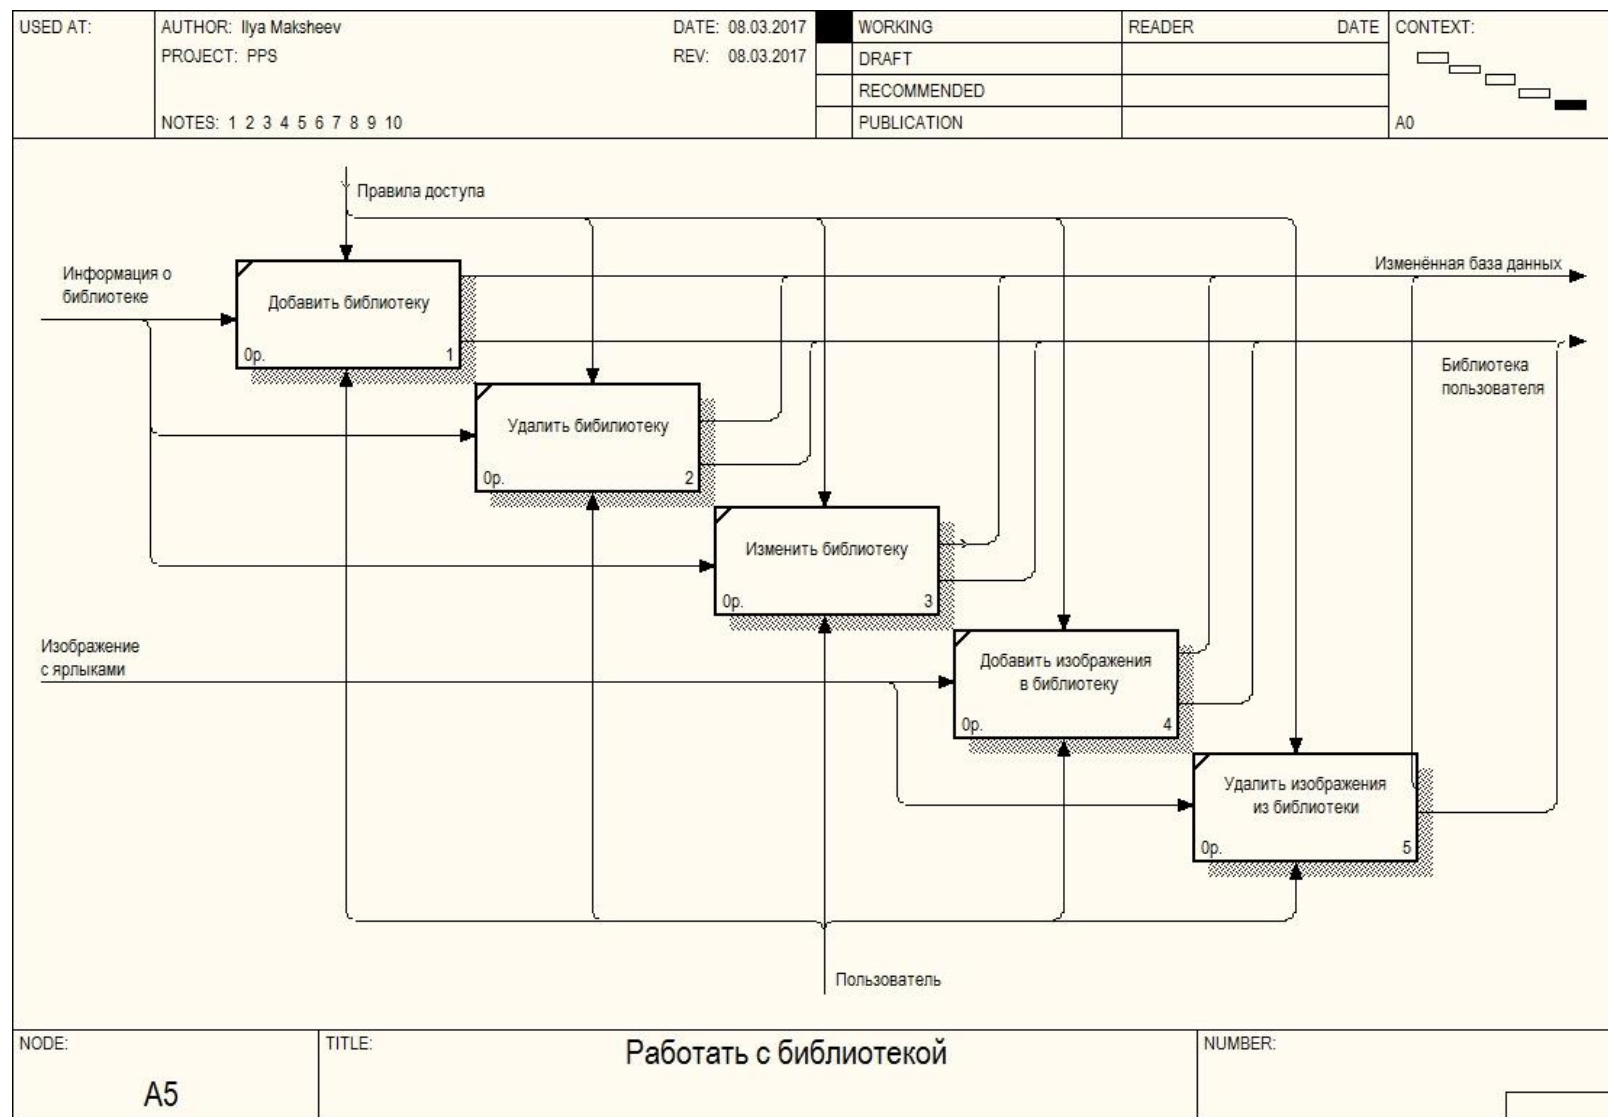 USED AT:
AUTHOR: Ilya Maksheev
DATE: 08.03.2017
PROJECT: PPS
REV: 08.03.2017
NOTES: 1 2 3 4 5 6 7 8 9 10
WORKING
DRAFT
RECOMMENDED
PUBLICATION
READER
DATE
CONTEXT:
A0
Правила доступа
Информация о
библиотеке
Добавить библиотеку
0р.
1
Изменённая база данных
Библиотека
пользователя
Удалить бибилиотеку
0р.
2
Изменить библиотеку
0р.
3
Изображение
с ярлыками
Добавить изображения
в библиотеку
0р.
4
Удалить изображения
из библиотеки
0р.
5
Пользователь
NODE:
A5
TITLE:
Работать с библиотекой
NUMBER: